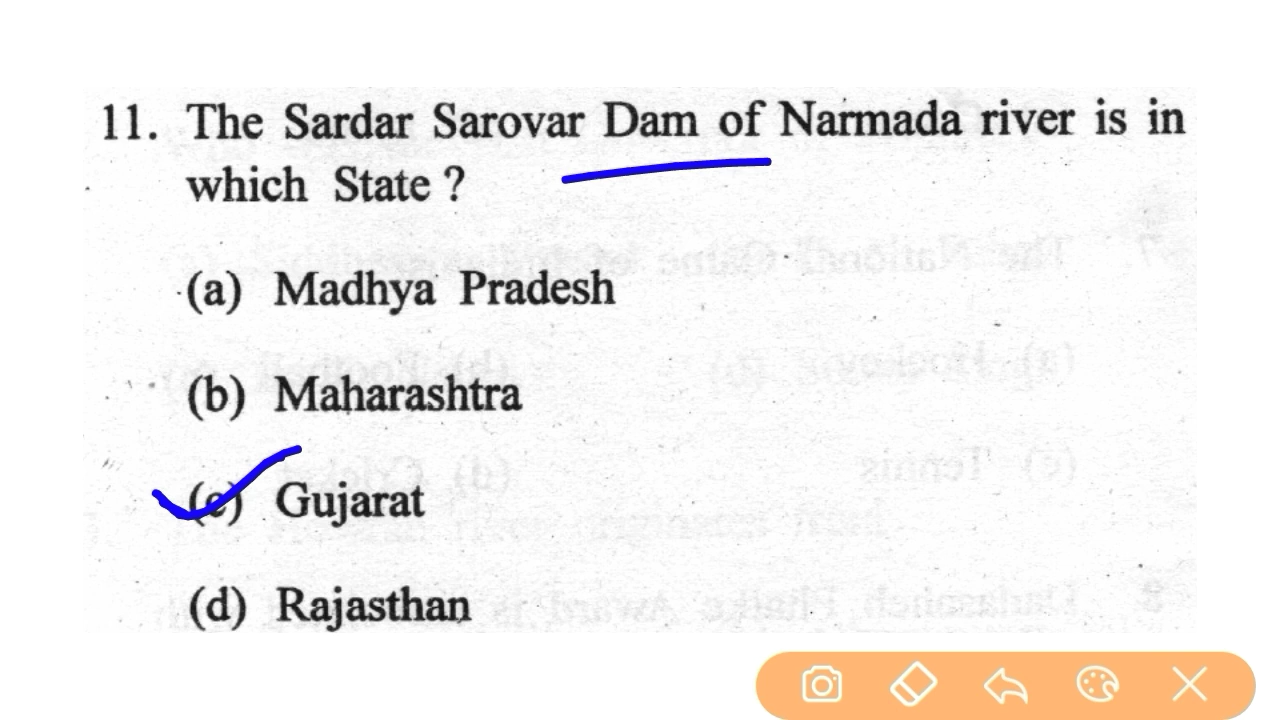 11. The Sardar Sarovar Dam of Narmada river is in
which State ?
(a) Madhya Pradesh
(b) Maharashtra
(c) Gujarat
(d) Rajasthan